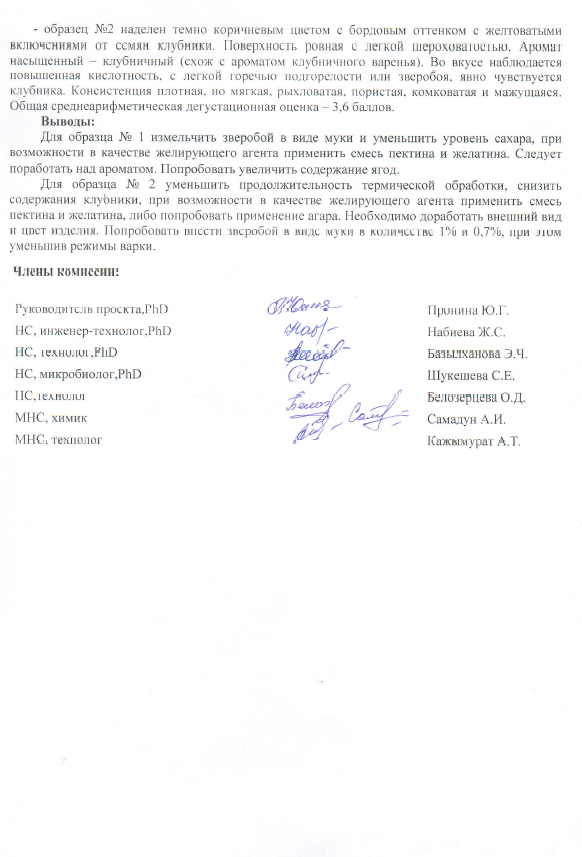 - образец №2 наделен темно коричневым цветом с бордовым оттенком с желтоватыми
включениями от семян клубники. Поверхность ровная с легкой шероховатостью. Аромат
насыщенный – клубничный (схож с ароматом клубничного варенья). Во вкусе наблюдается
повышенная кислотность, с легкой горечью подгорелости или зверобоя, явно чувствуется
клубника. Консистенция плотная, но мягкая, рыхловатая, пористая, комковатая и мажущаяся.
Общая среднеарифметическая дегустационная оценка – 3,6 баллов.
Выводы:
Для образца № 1 измельчить зверобой в виде муки и уменьшить уровень сахара, при
возможности в качестве желирующего агента применить смесь пектина и желатина. Следует
поработать над ароматом. Попробовать увеличить содержание ягод.
Для образца № 2 уменьшить продолжительность термической обработки, снизить
содержания клубники, при возможности в качестве желирующего агента применить смесь
пектина и желатина, либо попробовать применение агара. Необходимо доработать внешний вид
и цвет изделия. Попробовать внести зверобой в виде муки в количестве 1% и 0,7%, при этом
уменьшив режимы варки.
Члены комиссии:
Руководитель проекта,PhD Пронина Ю.Г.
НС, инженер-технолог,PhD Набиева Ж.С.
НС, технолог,PhD Базылханова Э.Ч.
НС, микробиолог,PhD Шукешева С.Е.
НС,технолог Белозерцева О.Д.
МНС, химик Самадун А.И.
МНС, технолог Кажымурат А.Т.